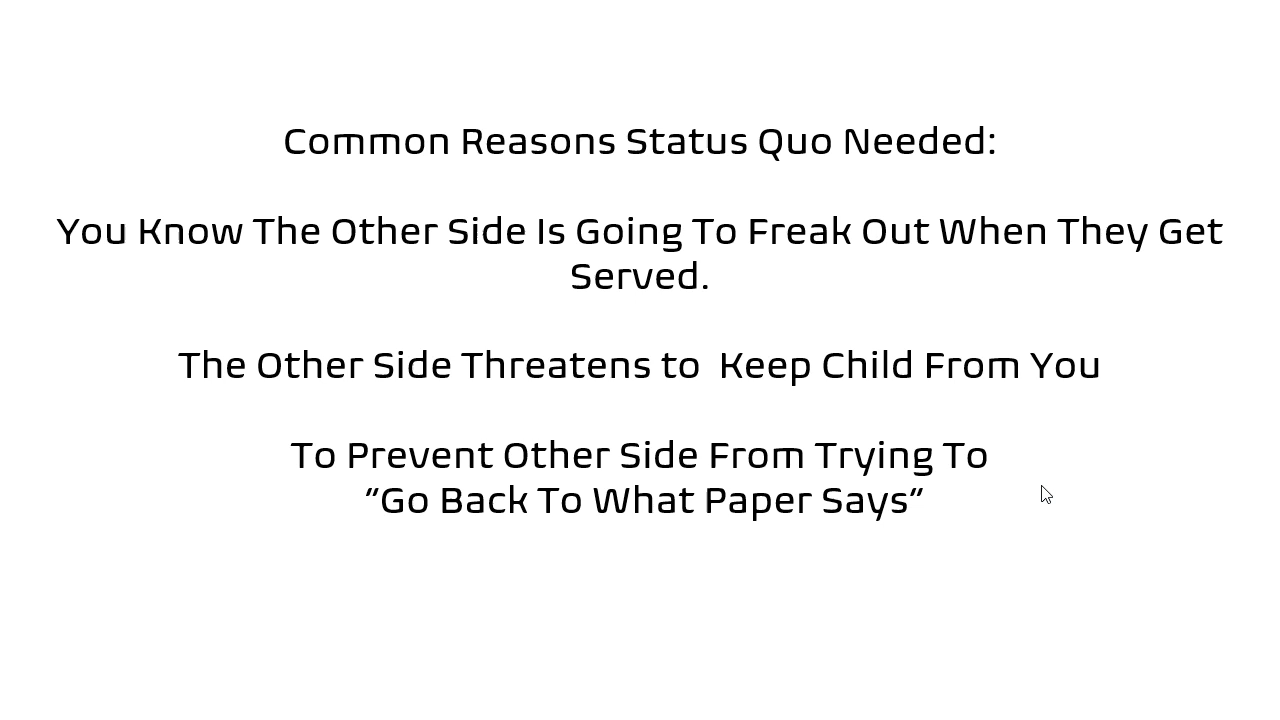 Common Reasons Status Quo Needed:
You Know The Other Side Is Going To Freak Out When They Get
Served.
The Other Side Threatens to  Keep Child From You
To Prevent Other Side From Trying To
"Go Back To What Paper Says"